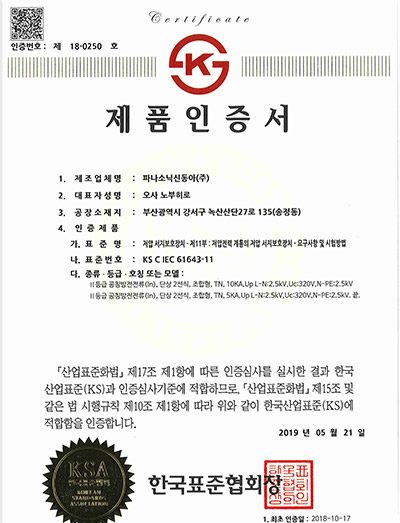 Certificate
인증번호 : 제 18-0250 호
KS
제품인증서
1. 제조업체명 : 파나소닉신동아(주)
2. 대표자성명 : 오사 노부히로
3. 공장소재지 : 부산광역시 강서구 녹산산단27로 135(송정동)
4. 인증제품
가. 표준명 : 저압 서지보호장치 - 제11부 : 저압전력 계통의 저압 서지보호장치 - 요구사항 및 시험방법
나. 표준번호 : KS C IEC 61643-11
다. 종류·등급·호칭 또는 모델 :
II등급 공칭방전전류(In), 단상 2선식, 조합형, TN, 10KA,Up L-N:2.5kV,Uc:320V,N-PE:2.5kV
II등급 공칭방전전류(In), 단상 2선식, 조합형, TN, 5KA,Up L-N:2.5kV,Uc:320V,N-PE:2.5kV. 끝.
「산업표준화법」제17조 제1항에 따른 인증심사를 실시한 결과 한국
산업표준(KS)과 인증심사기준에 적합하므로, 「산업표준화법」제15조 및
같은 법 시행규칙 제10조 제1항에 따라 위와 같이 한국산업표준(KS)에
적합함을 인증합니다.
2019 년 05 월 21 일
KSA
한국표준협회
KOREAN
STANDARDS
ASSOCIATION
한국표준협회장
1. 최초 인증일 : 2018-10-17